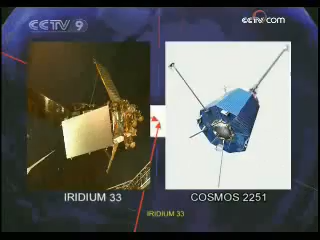 CCTV 9
CCTV.com
IRIDIUM 33
COSMOS 2251
IRIDIUM 33